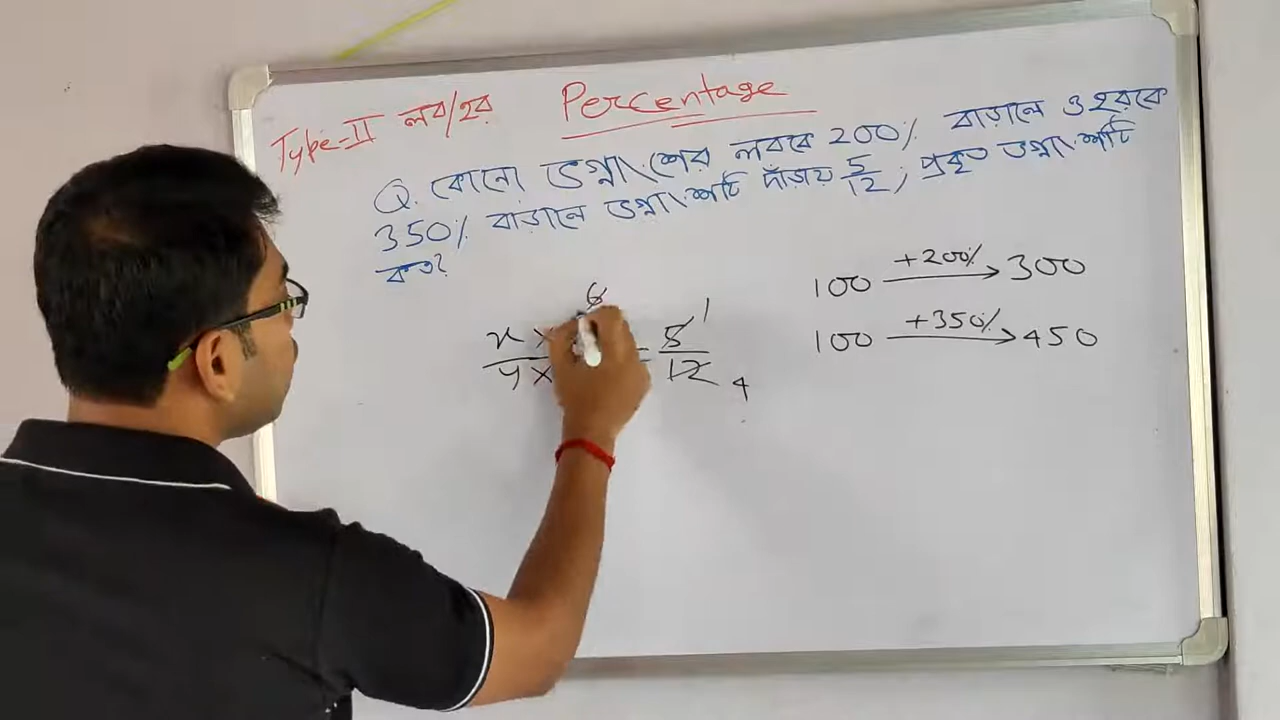 Type-II লব/হর Percentage
Q. কোনো ভগ্নাংশের লবকে 200% বাড়ালে ও হরকে
350% বাড়ালে ভগ্নাংশটি দাঁড়ায় 5/12 ; প্রকৃত ভগ্নাংশটি
কত?
100 +200% → 300
100 +350% → 450
6
x × = 5/12 1
y × 4